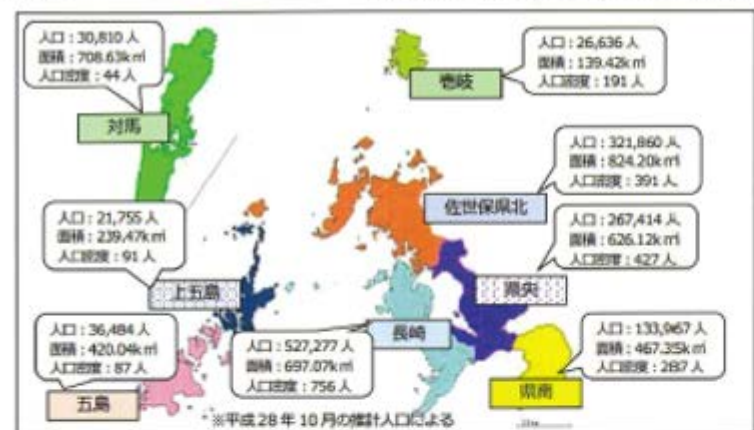 人口：30,810 人
面積：708.63k㎡
人口密度：44 人
対馬
人口：26,636 人
面積：139.42k㎡
人口密度：191 人
壱岐
人口：321,860 人
面積：824.20k㎡
人口密度：391 人
佐世保県北
人口：21,755 人
面積：239.47k㎡
人口密度：91 人
上五島
人口：267,414 人
面積：626.12k㎡
人口密度：427 人
県央
人口：36,484 人
面積：420.04k㎡
人口密度：87 人
五島
人口：527,277 人
面積：697.07k㎡
人口密度：756 人
長崎
人口：133,967 人
面積：467.35k㎡
人口密度：287 人
県南
※平成 28 年 10 月の推計人口による